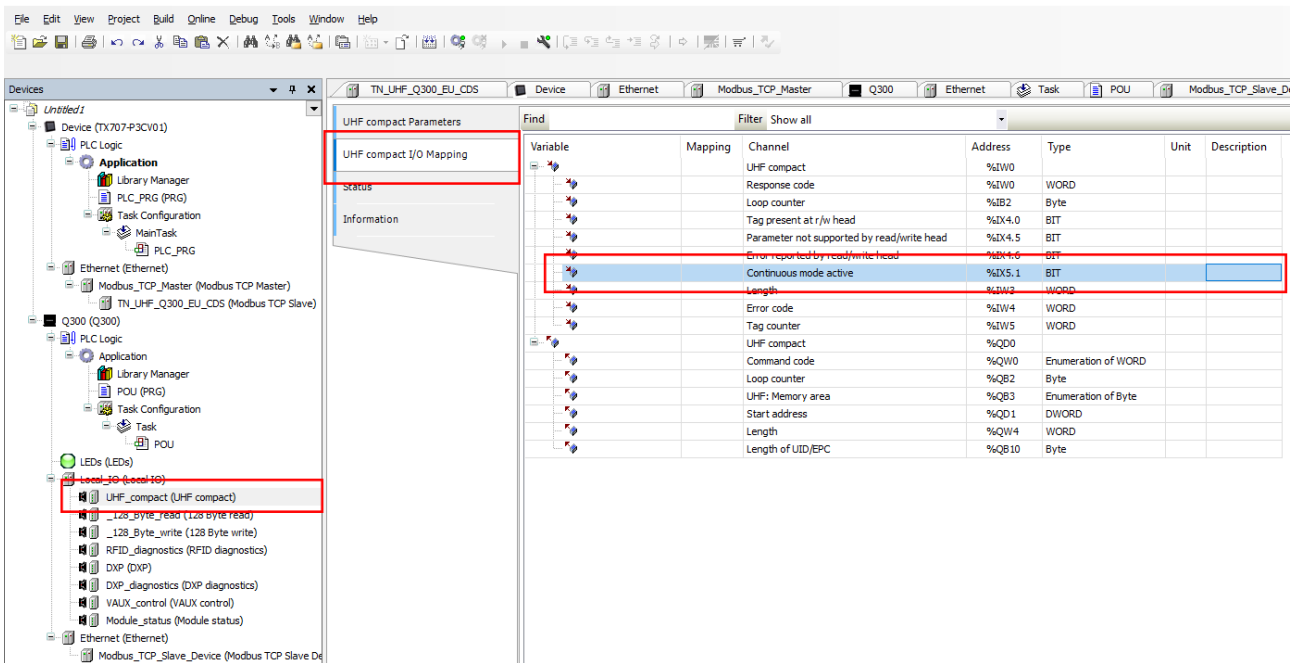 File Edit View Project Build Online Debug Tools Window Help
Devices
Untitled1
Device (TX707-P3CV01)
PLC Logic
Application
Library Manager
PLC_PRG (PRG)
Task Configuration
MainTask
PLC_PRG
Ethernet (Ethernet)
Modbus_TCP_Master (Modbus TCP Master)
TN_UHF_Q300_EU_CDS (Modbus TCP Slave)
Q300 (Q300)
PLC Logic
Application
Library Manager
POU (PRG)
Task Configuration
Task
POU
LEDs (LEDs)
Local_IO (Local IO)
UHF_compact (UHF compact)
_128_Byte_read (128 Byte read)
_128_Byte_write (128 Byte write)
RFID_diagnostics (RFID diagnostics)
DXP (DXP)
DXP_diagnostics (DXP diagnostics)
VAUX_control (VAUX control)
Module_status (Module status)
Ethernet (Ethernet)
Modbus_TCP_Slave_Device (Modbus TCP Slave De
TN_UHF_Q300_EU_CDS Device Ethernet Modbus_TCP_Master Q300 Ethernet Task POU Modbus_TCP_Slave_De
UHF compact Parameters
UHF compact I/O Mapping
Status
Information
Find Filter Show all
Variable Mapping Channel Address Type Unit Description
UHF compact %IW0
Response code %IW0 WORD
Loop counter %IB2 Byte
Tag present at r/w head %IX4.0 BIT
Parameter not supported by read/write head %IX4.5 BIT
Error reported by read/write head %IX4.6 BIT
Continuous mode active %IX5.1 BIT
Length %IW3 WORD
Error code %IW4 WORD
Tag counter %IW5 WORD
UHF compact %QD0
Command code %QW0 Enumeration of WORD
Loop counter %QB2 Byte
UHF: Memory area %QB3 Enumeration of Byte
Start address %QD1 DWORD
Length %QW4 WORD
Length of UID/EPC %QB10 Byte